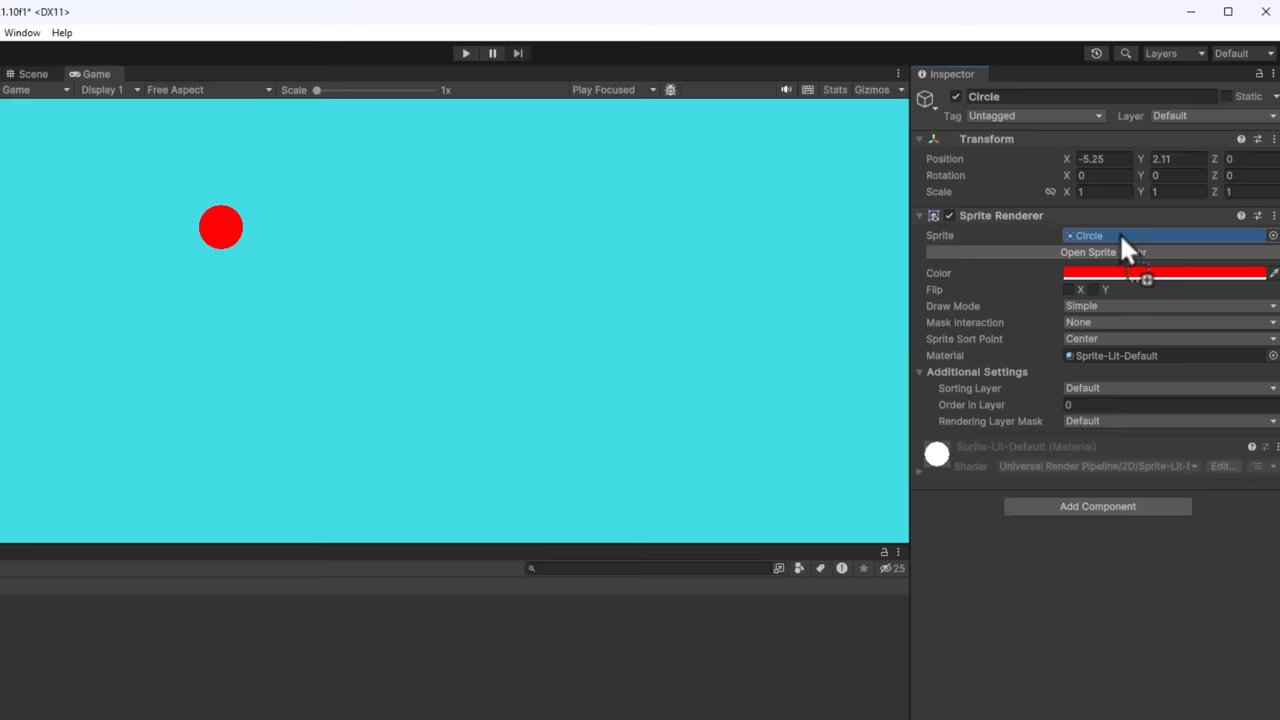 1.10f1* <DX11>
Window Help
Layers Default
Scene Game Inspector
Game Display 1 Free Aspect Scale 1x Play Focused Stats Gizmos
Circle Static
Tag Untagged Layer Default
Transform
Position X -5.25 Y 2.11 Z 0
Rotation X 0 Y 0 Z 0
Scale X 1 Y 1 Z 1
Sprite Renderer
Sprite Circle
Open Sprite
Color
Flip X Y
Draw Mode Simple
Mask Interaction None
Sprite Sort Point Center
Material Sprite-Lit-Default
Additional Settings
Sorting Layer Default
Order in Layer 0
Rendering Layer Mask Default
Sprite-Lit-Default (Material)
Shader Universal Render Pipeline/2D/Sprite-Lit- Edit...
Add Component
25